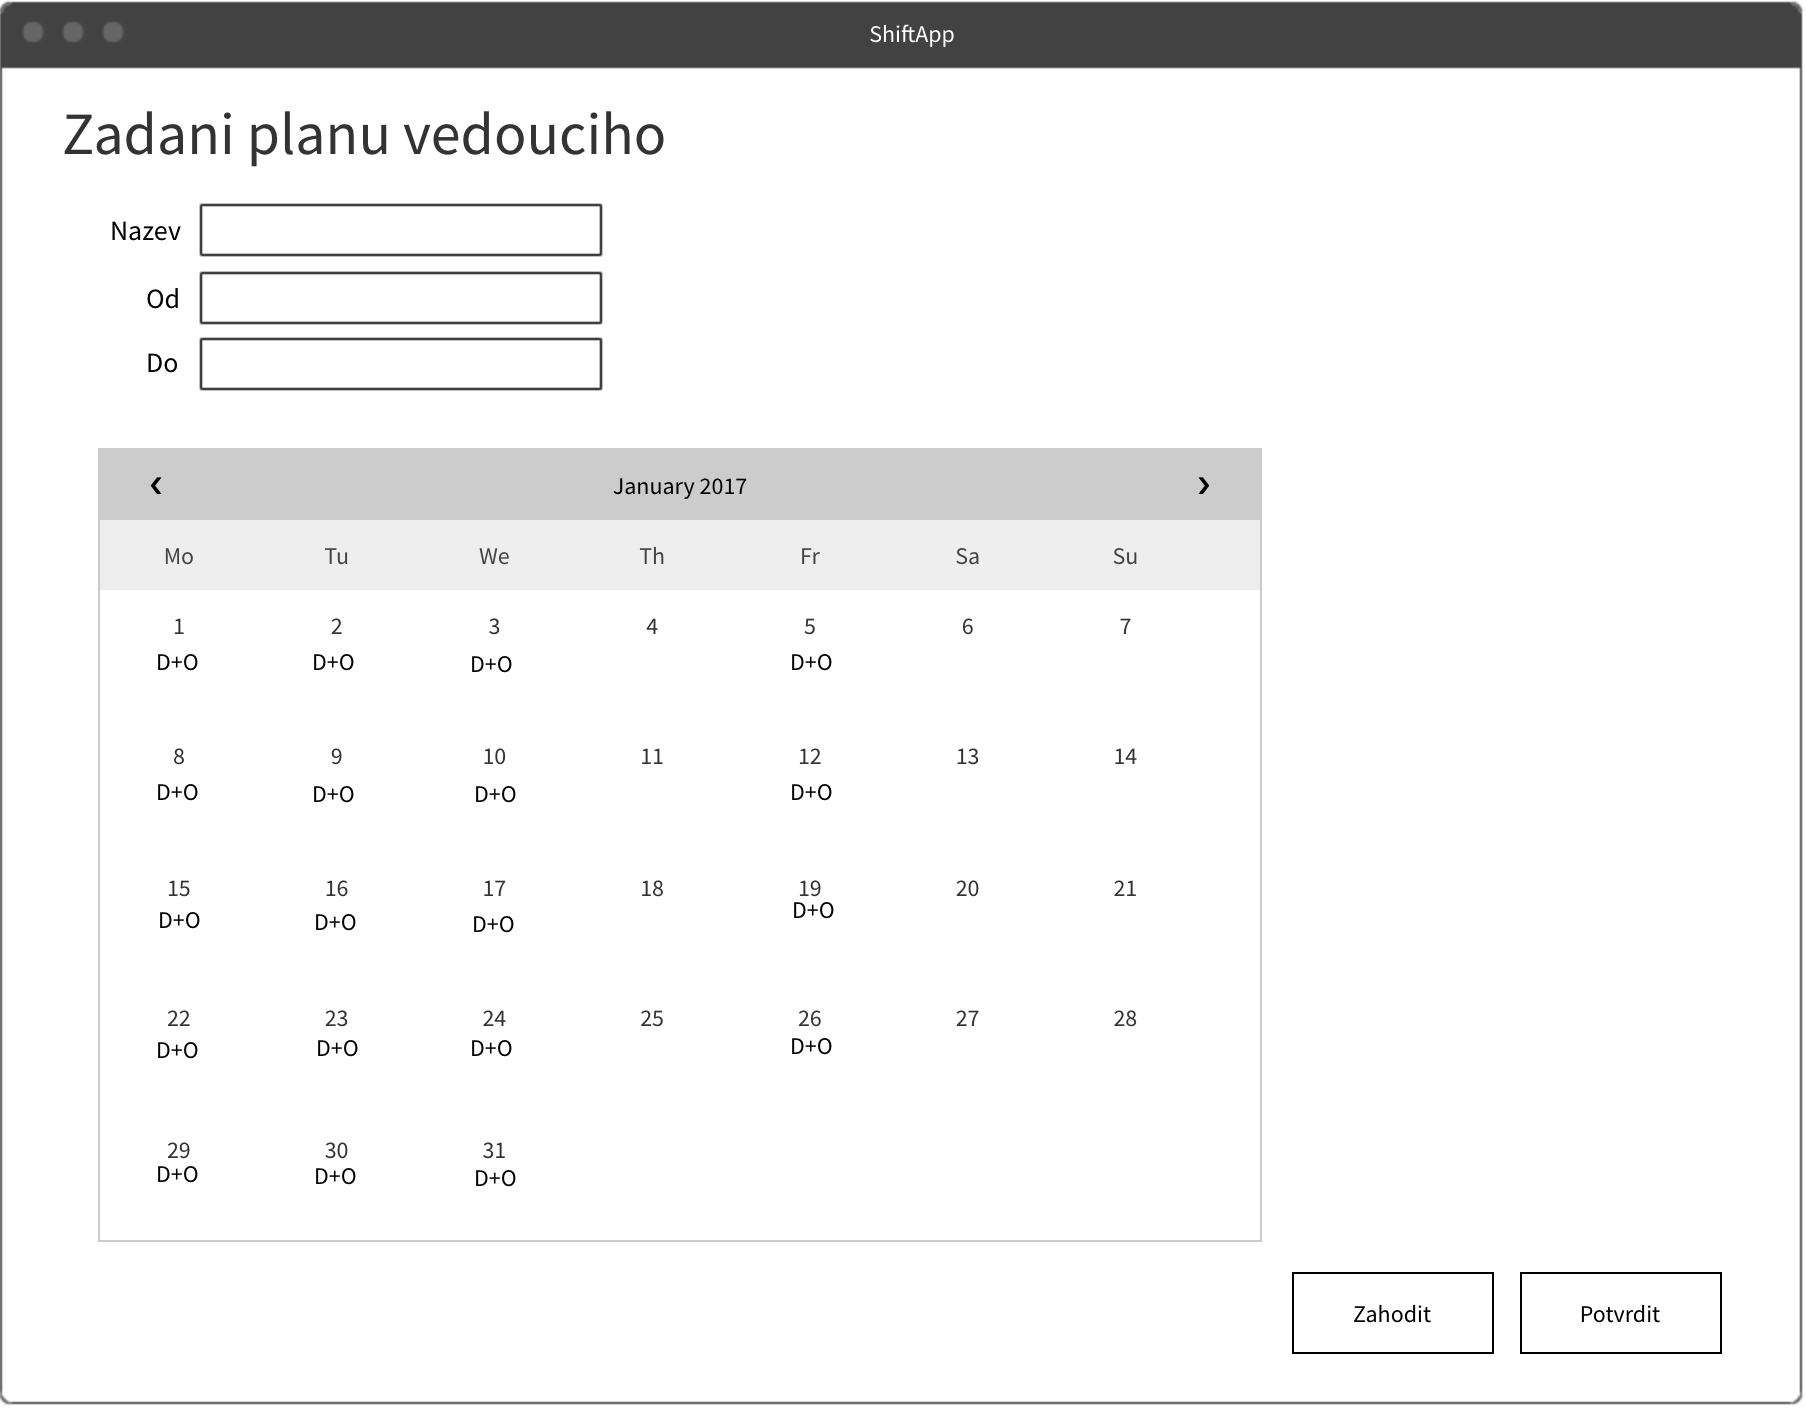 ShiftApp
Zadani planu vedouciho
Nazev
Od
Do
‹ January 2017 ›
Mo Tu We Th Fr Sa Su
1 2 3 4 5 6 7
D+O D+O D+O D+O
8 9 10 11 12 13 14
D+O D+O D+O D+O
15 16 17 18 19 20 21
D+O D+O D+O D+O
22 23 24 25 26 27 28
D+O D+O D+O D+O
29 30 31
D+O D+O D+O
Zahodit Potvrdit